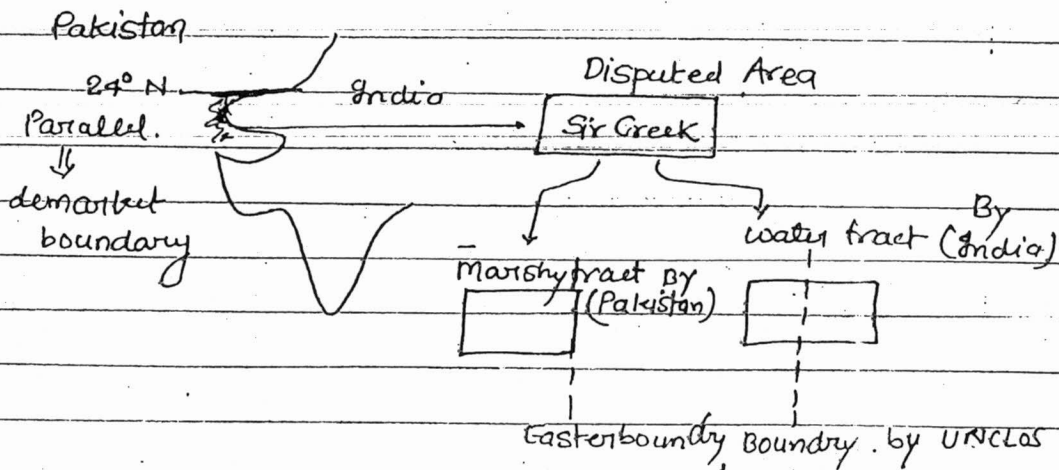 Pakistan
24° N
India
Disputed Area
Parallel.
Sir Creek
⇓
demarket
boundary
By
water tract (India)
marshy tract By
(Pakistan)
Easterboundry Boundry . by UNCLOS